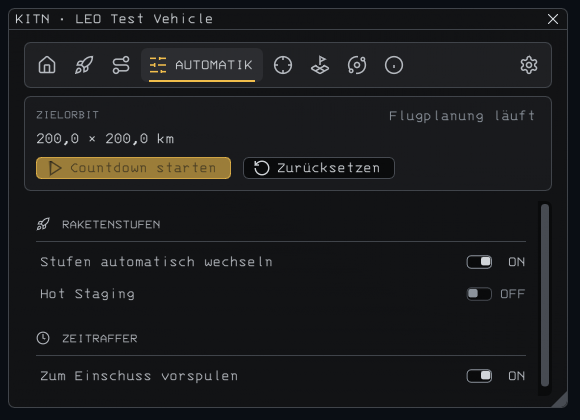 KITN · LEO Test Vehicle
AUTOMATIK
ZIELORBIT
Flugplanung läuft
200,0 × 200,0 km
Countdown starten
Zurücksetzen
RAKETENSTUFEN
Stufen automatisch wechseln ON
Hot Staging OFF
ZEITRAFFER
Zum Einschuss vorspulen ON